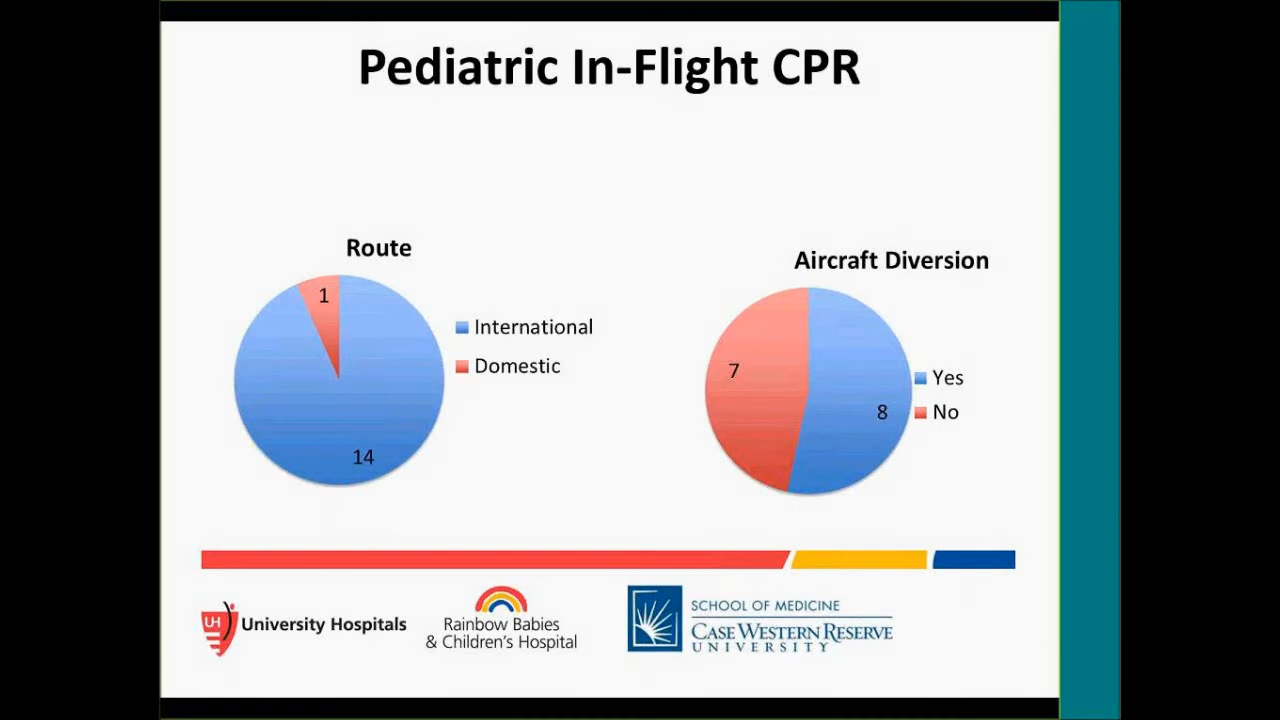 Pediatric In-Flight CPR
Route
1
14
International
Domestic
Aircraft Diversion
7
8
Yes
No
UH
University Hospitals
Rainbow Babies
& Children's Hospital
SCHOOL OF MEDICINE
CASE WESTERN RESERVE
UNIVERSITY